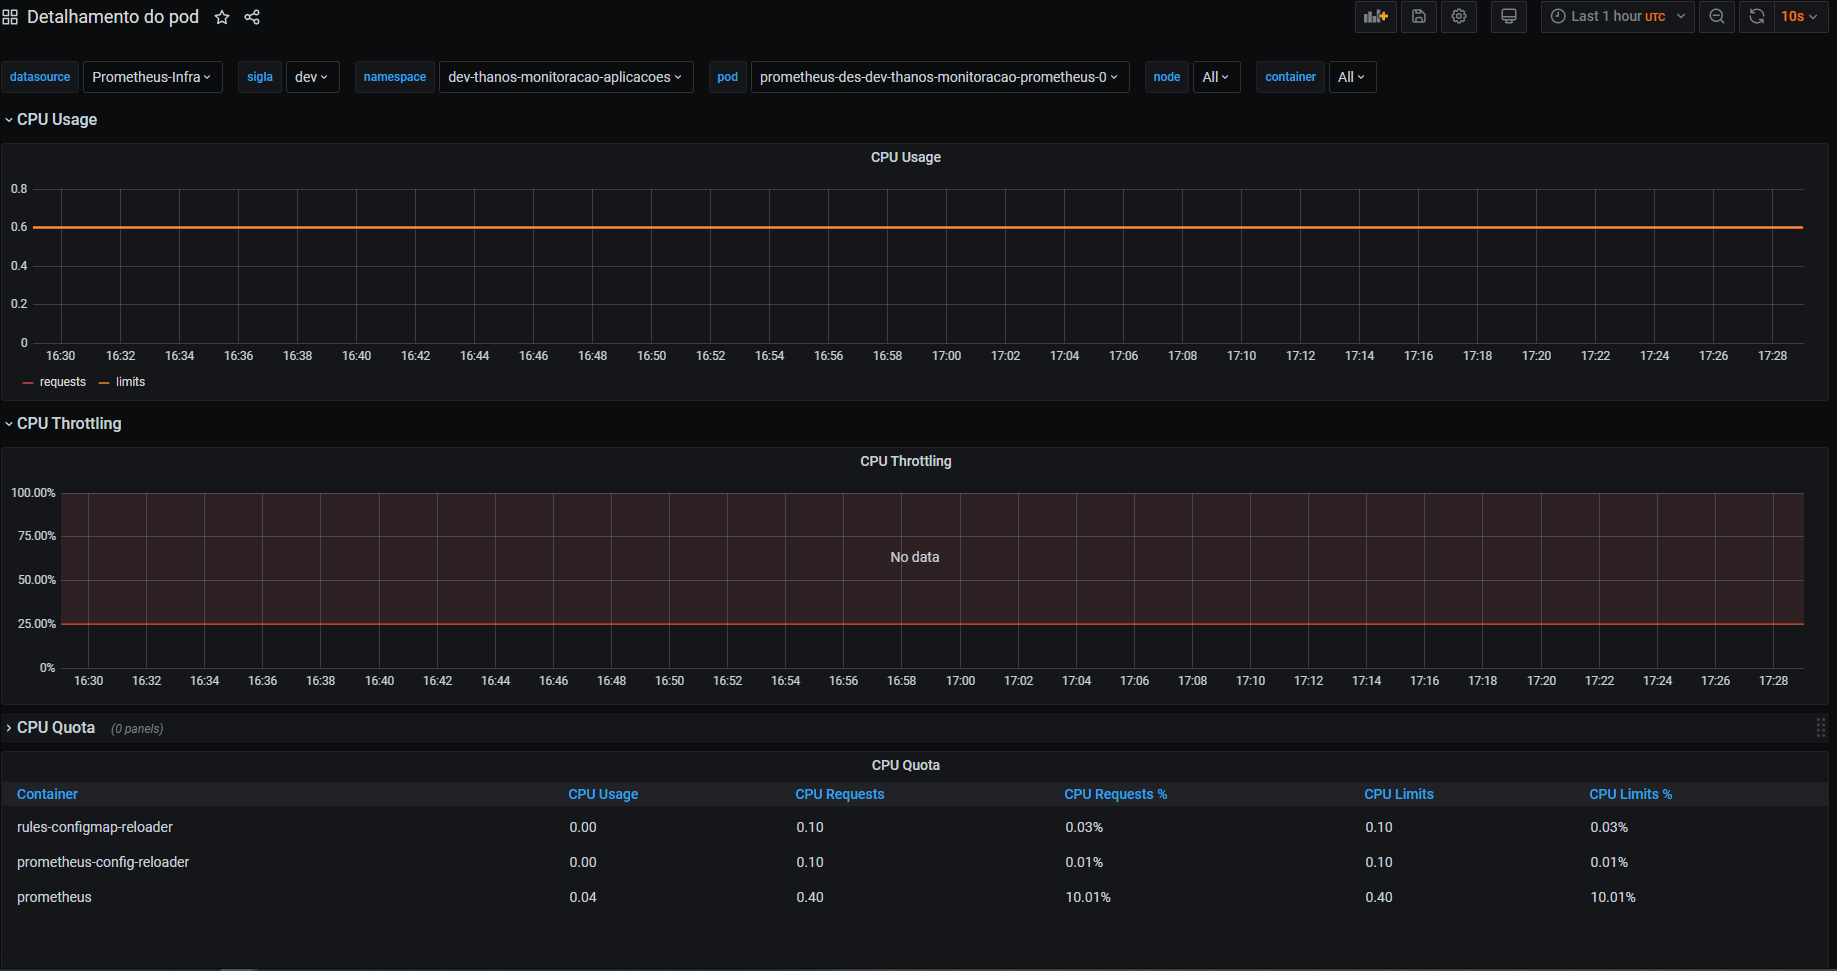 Detalhamento do pod
Last 1 hour UTC 10s
datasource Prometheus-Infra sigla dev namespace dev-thanos-monitoracao-aplicacoes pod prometheus-des-dev-thanos-monitoracao-prometheus-0 node All container All
CPU Usage
CPU Usage
0.8
0.6
0.4
0.2
0
16:30 16:32 16:34 16:36 16:38 16:40 16:42 16:44 16:46 16:48 16:50 16:52 16:54 16:56 16:58 17:00 17:02 17:04 17:06 17:08 17:10 17:12 17:14 17:16 17:18 17:20 17:22 17:24 17:26 17:28
requests limits
CPU Throttling
CPU Throttling
100.00%
75.00%
No data
50.00%
25.00%
0%
16:30 16:32 16:34 16:36 16:38 16:40 16:42 16:44 16:46 16:48 16:50 16:52 16:54 16:56 16:58 17:00 17:02 17:04 17:06 17:08 17:10 17:12 17:14 17:16 17:18 17:20 17:22 17:24 17:26 17:28
CPU Quota (0 panels)
CPU Quota
Container CPU Usage CPU Requests CPU Requests % CPU Limits CPU Limits %
rules-configmap-reloader 0.00 0.10 0.03% 0.10 0.03%
prometheus-config-reloader 0.00 0.10 0.01% 0.10 0.01%
prometheus 0.04 0.40 10.01% 0.40 10.01%